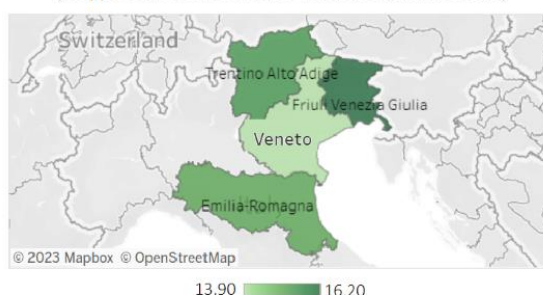 Switzerland
Trentino Alto Adige
Friuli Venezia Giulia
Veneto
Emilia-Romagna
© 2023 Mapbox © OpenStreetMap
13.90 16.20